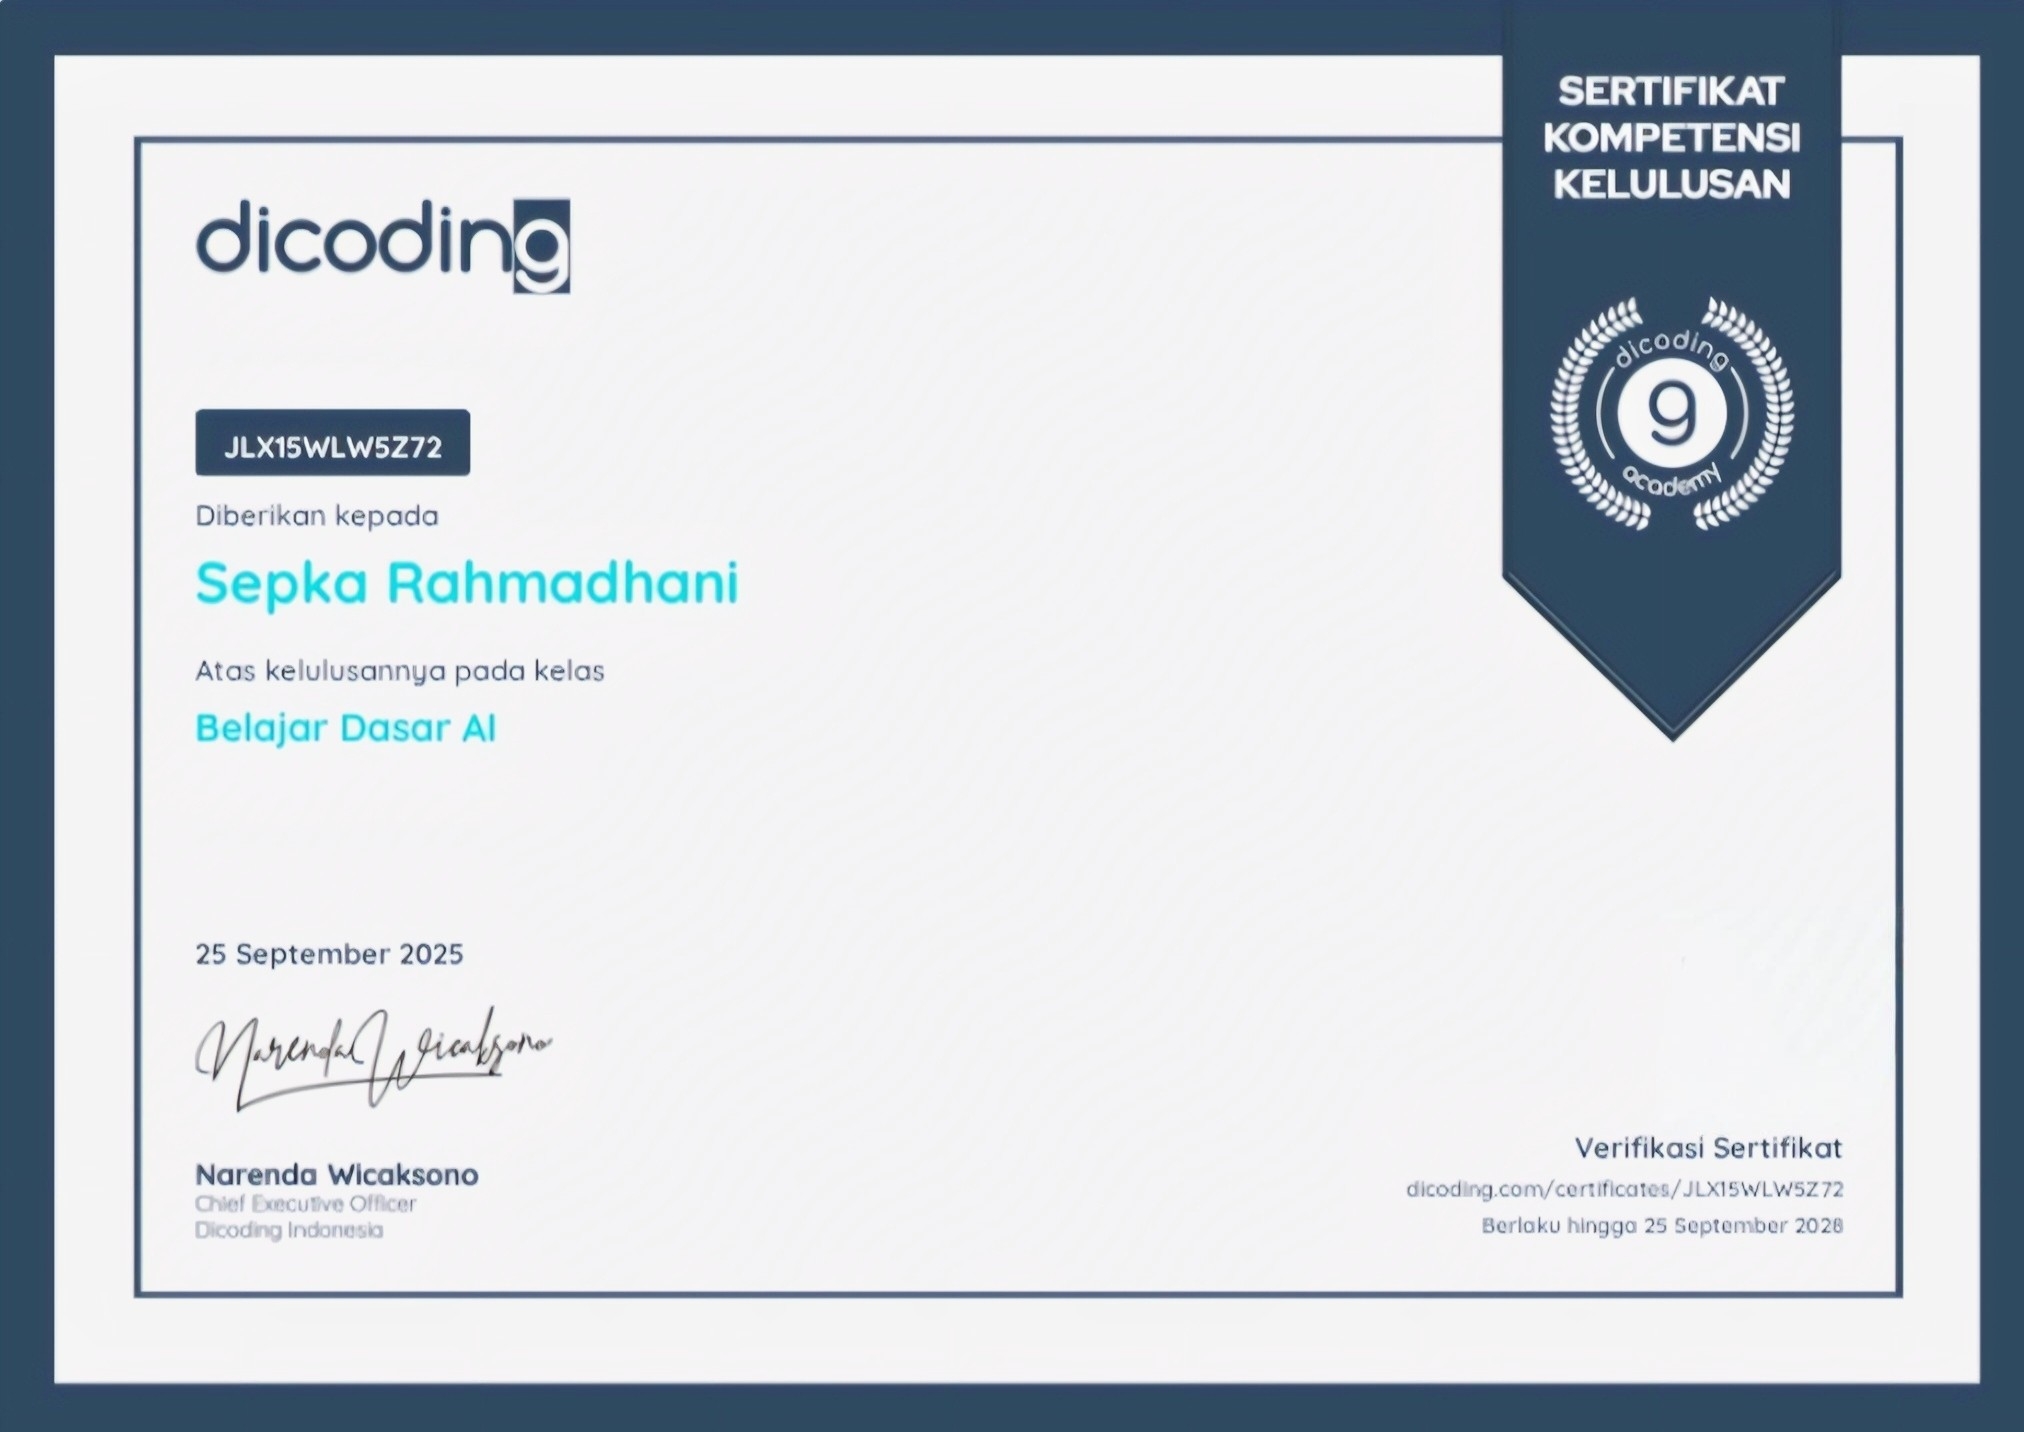 SERTIFIKAT
KOMPETENSI
KELULUSAN
dicoding
dicoding
9
academy
JLX15WLW5Z72
Diberikan kepada
Sepka Rahmadhani
Atas kelulusannya pada kelas
Belajar Dasar AI
25 September 2025
Narenda Wicaksono
Narenda Wicaksono
Chief Executive Officer
Dicoding Indonesia
Verifikasi Sertifikat
dicoding.com/certificates/JLX15WLW5Z72
Berlaku hingga 25 September 2028